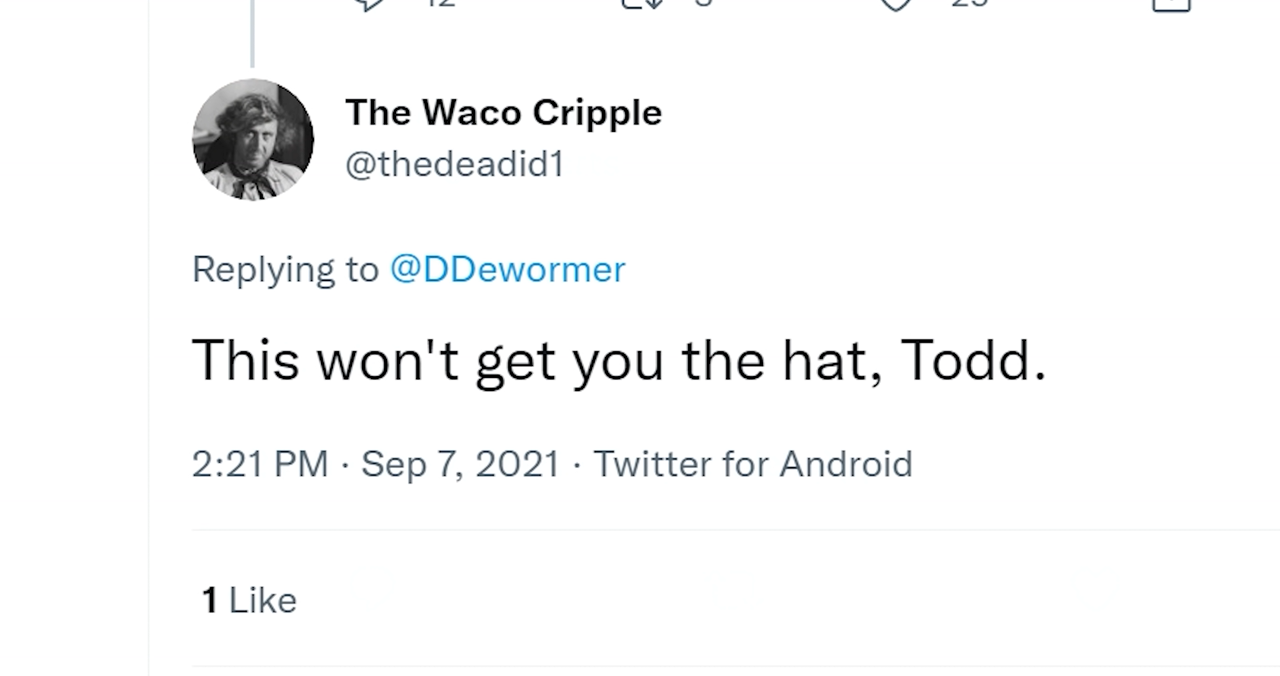 The Waco Cripple
@thedeadid1
Replying to @DDewormer
This won't get you the hat, Todd.
2:21 PM · Sep 7, 2021 · Twitter for Android
1 Like